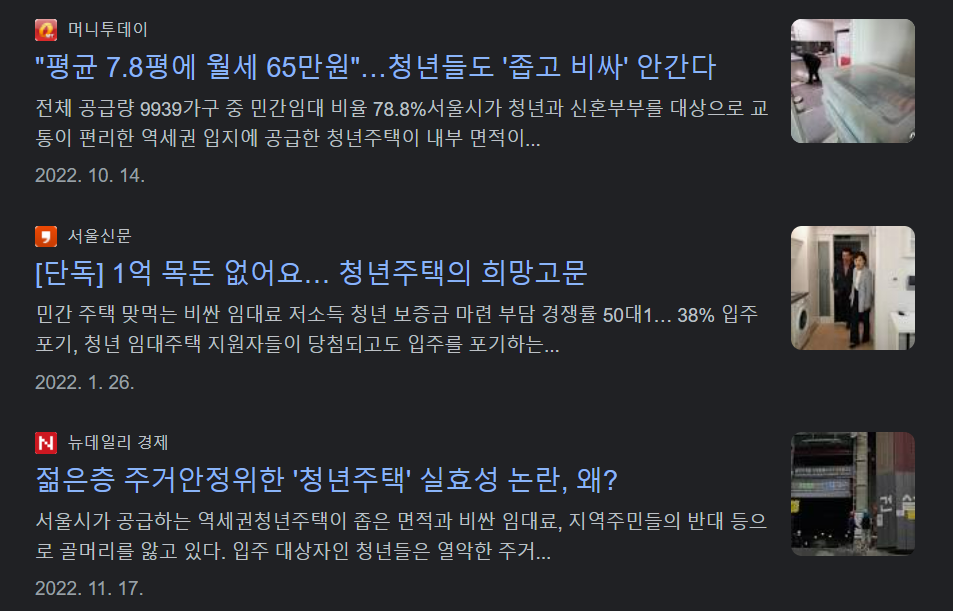 머니투데이
"평균 7.8평에 월세 65만원"…청년들도 '좁고 비싸' 안간다
전체 공급량 9939가구 중 민간임대 비율 78.8%서울시가 청년과 신혼부부를 대상으로 교
통이 편리한 역세권 입지에 공급한 청년주택이 내부 면적이...
2022. 10. 14.
서울신문
[단독] 1억 목돈 없어요… 청년주택의 희망고문
민간 주택 맞먹는 비싼 임대료 저소득 청년 보증금 마련 부담 경쟁률 50대1… 38% 입주
포기, 청년 임대주택 지원자들이 당첨되고도 입주를 포기하는...
2022. 1. 26.
뉴데일리 경제
젊은층 주거안정위한 '청년주택' 실효성 논란, 왜?
서울시가 공급하는 역세권청년주택이 좁은 면적과 비싼 임대료, 지역주민들의 반대 등으
로 골머리를 앓고 있다. 입주 대상자인 청년들은 열악한 주거...
2022. 11. 17.